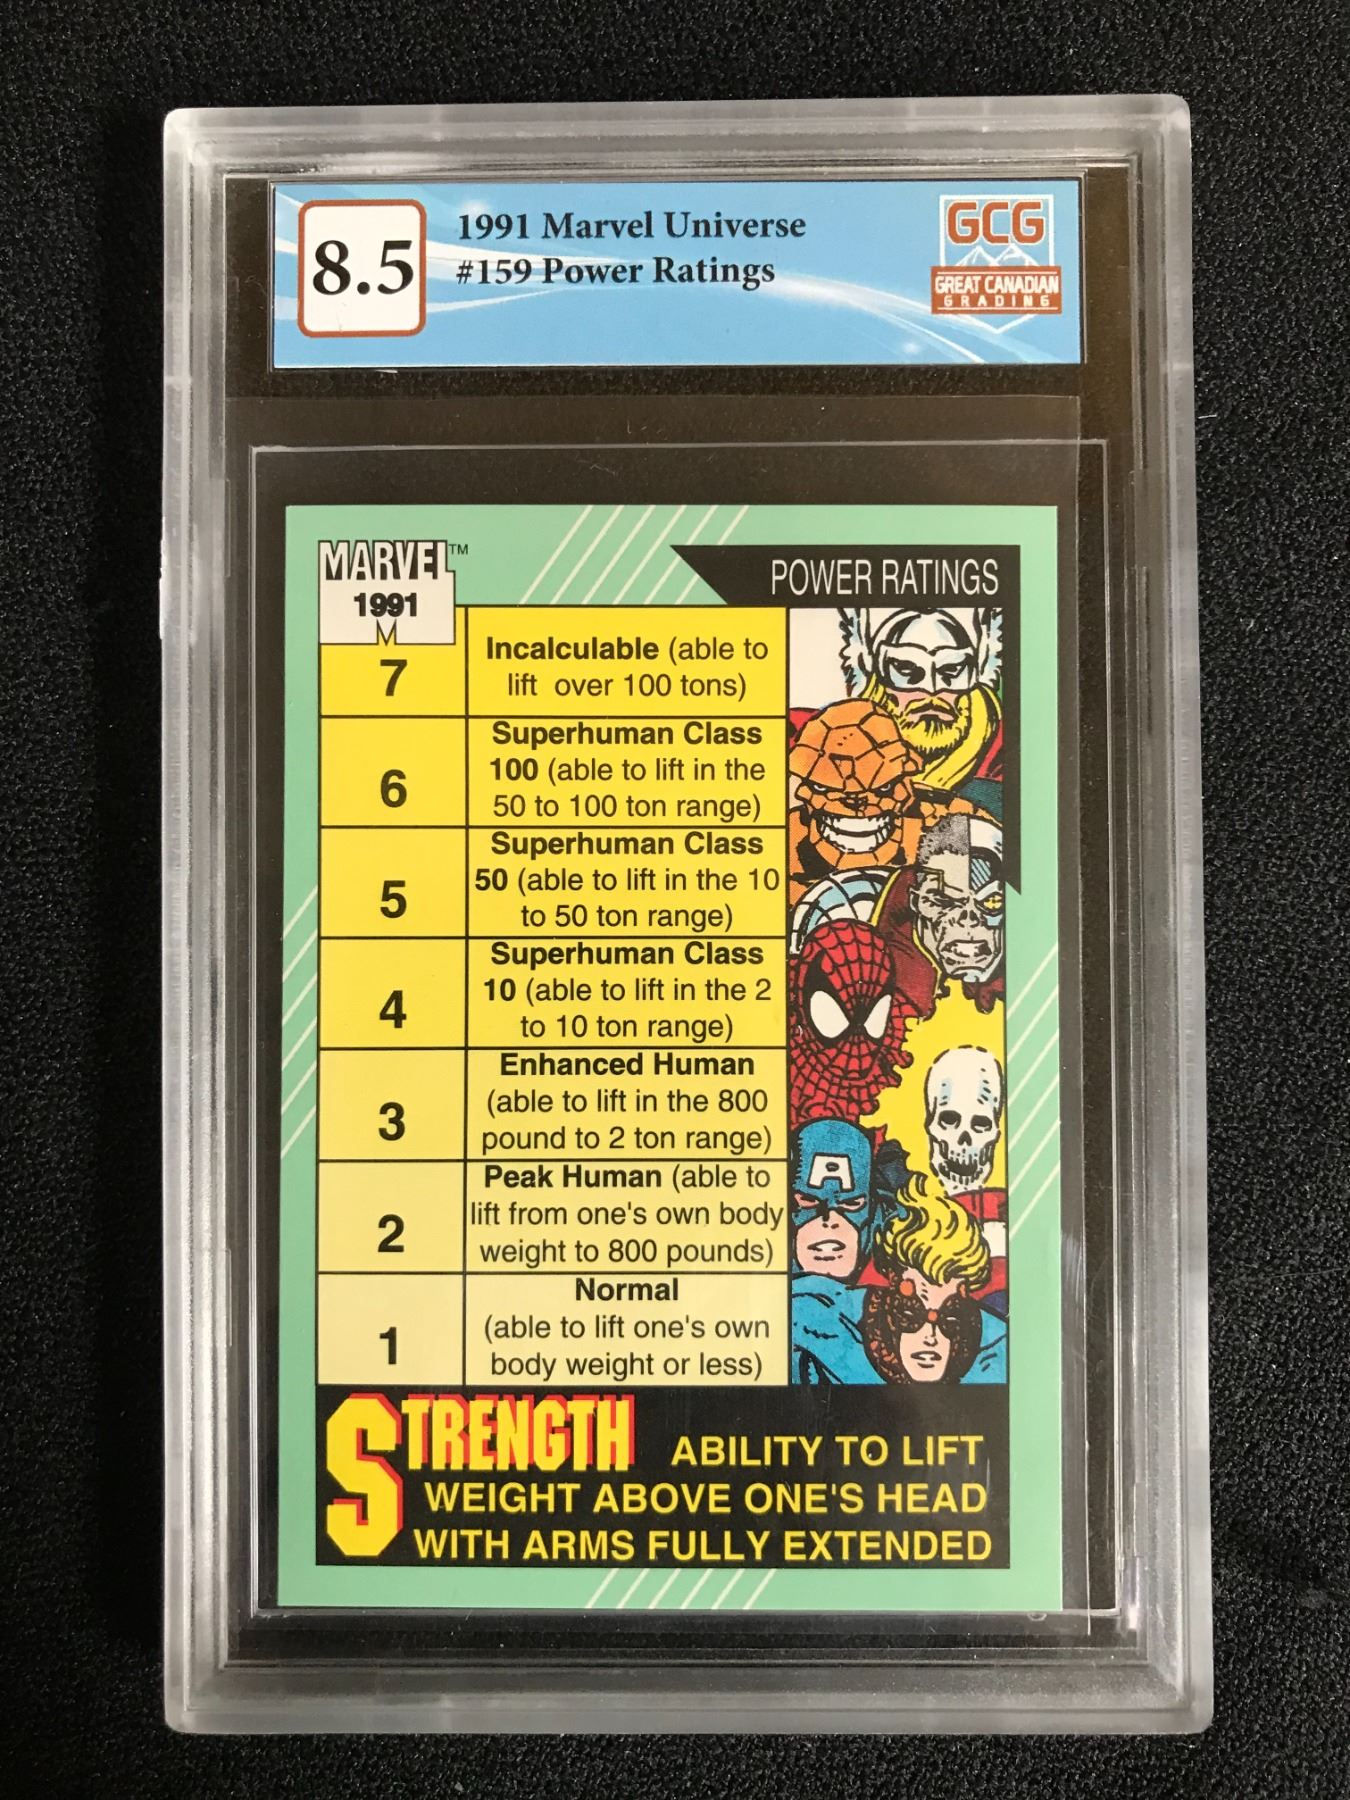 8.5
1991 Marvel Universe
#159 Power Ratings
GCG
GREAT CANADIAN
GRADING
MARVEL™
1991
M
POWER RATINGS
7
Incalculable (able to
lift over 100 tons)
6
Superhuman Class
100 (able to lift in the
50 to 100 ton range)
5
Superhuman Class
50 (able to lift in the 10
to 50 ton range)
4
Superhuman Class
10 (able to lift in the 2
to 10 ton range)
3
Enhanced Human
(able to lift in the 800
pound to 2 ton range)
2
Peak Human (able to
lift from one's own body
weight to 800 pounds)
1
Normal
(able to lift one's own
body weight or less)
A
STRENGTH ABILITY TO LIFT
WEIGHT ABOVE ONE'S HEAD
WITH ARMS FULLY EXTENDED